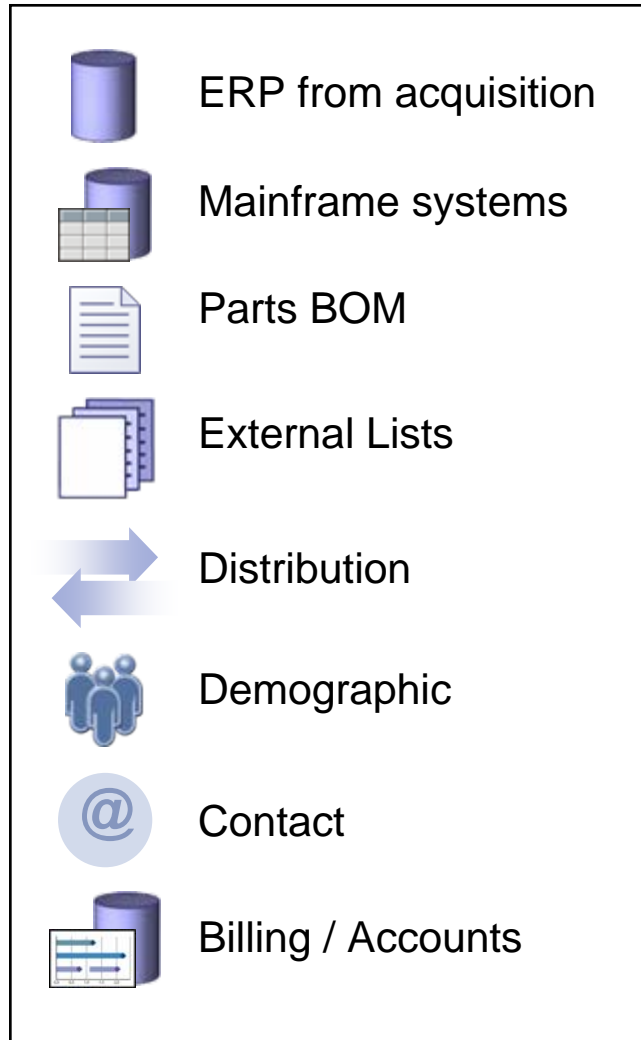 ERP from acquisition
Mainframe systems
Parts BOM
External Lists
Distribution
Demographic
@
Contact
Billing / Accounts